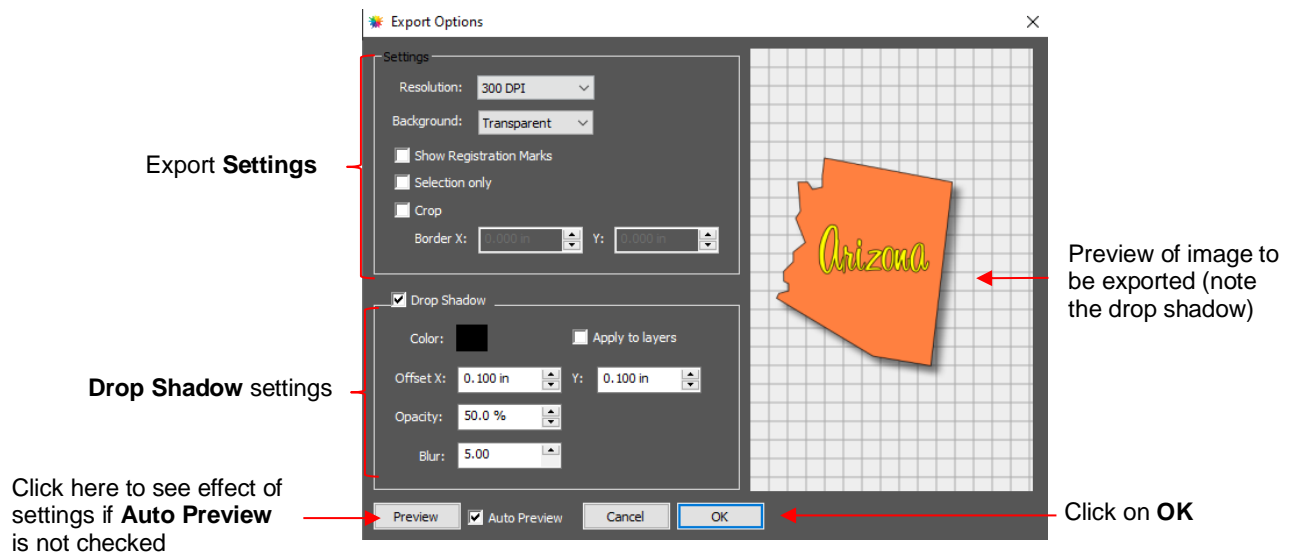 Export Options
Settings
Resolution: 300 DPI
Background: Transparent
Show Registration Marks
Selection only
Crop
Border X: 0.000 in Y: 0.000 in
Export Settings
Arizona
Preview of image to
be exported (note
the drop shadow)
Drop Shadow
Color: Apply to layers
Offset X: 0.100 in Y: 0.100 in
Opacity: 50.0 %
Blur: 5.00
Drop Shadow settings
Click here to see effect of
settings if Auto Preview
is not checked
Preview Auto Preview Cancel OK
Click on OK